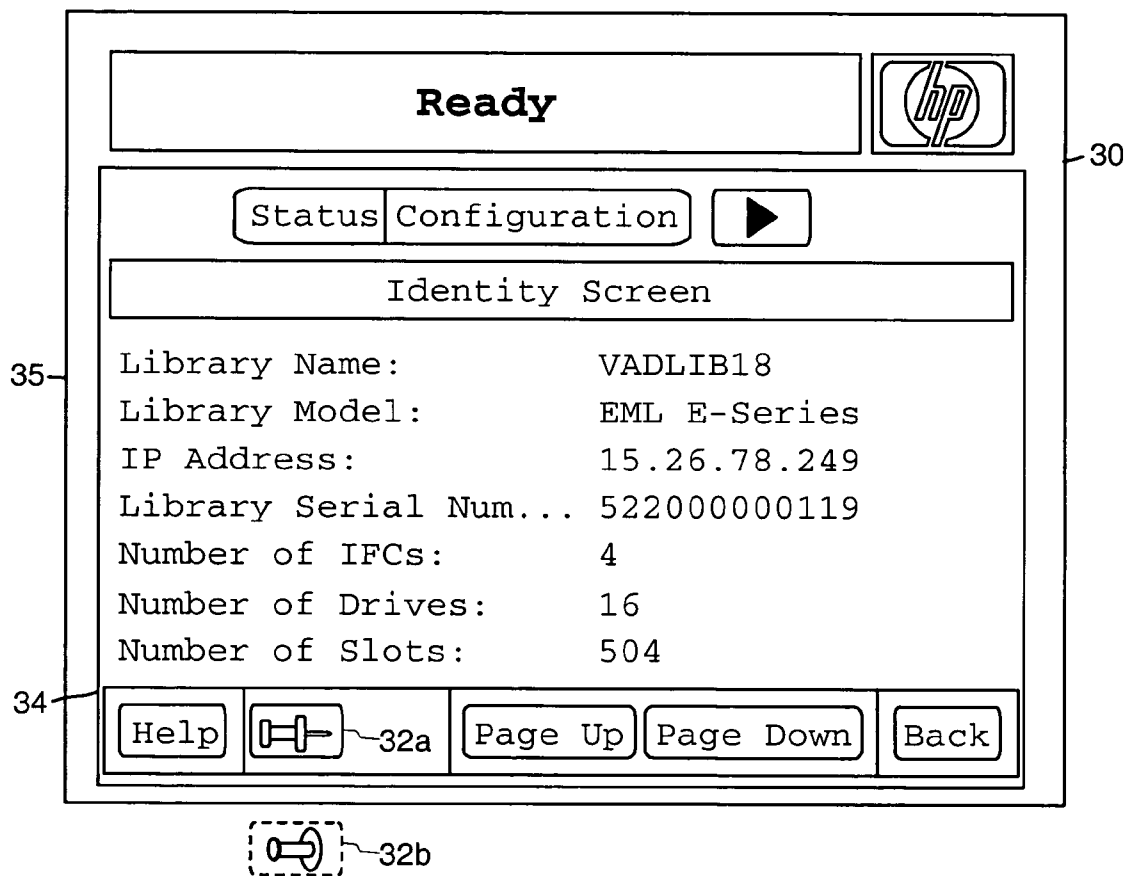 Ready
hp
30
Status Configuration
Identity Screen
35
Library Name: VADLIB18
Library Model: EML E-Series
IP Address: 15.26.78.249
Library Serial Num... 522000000119
Number of IFCs: 4
Number of Drives: 16
Number of Slots: 504
34
Help 32a Page Up Page Down Back
32b